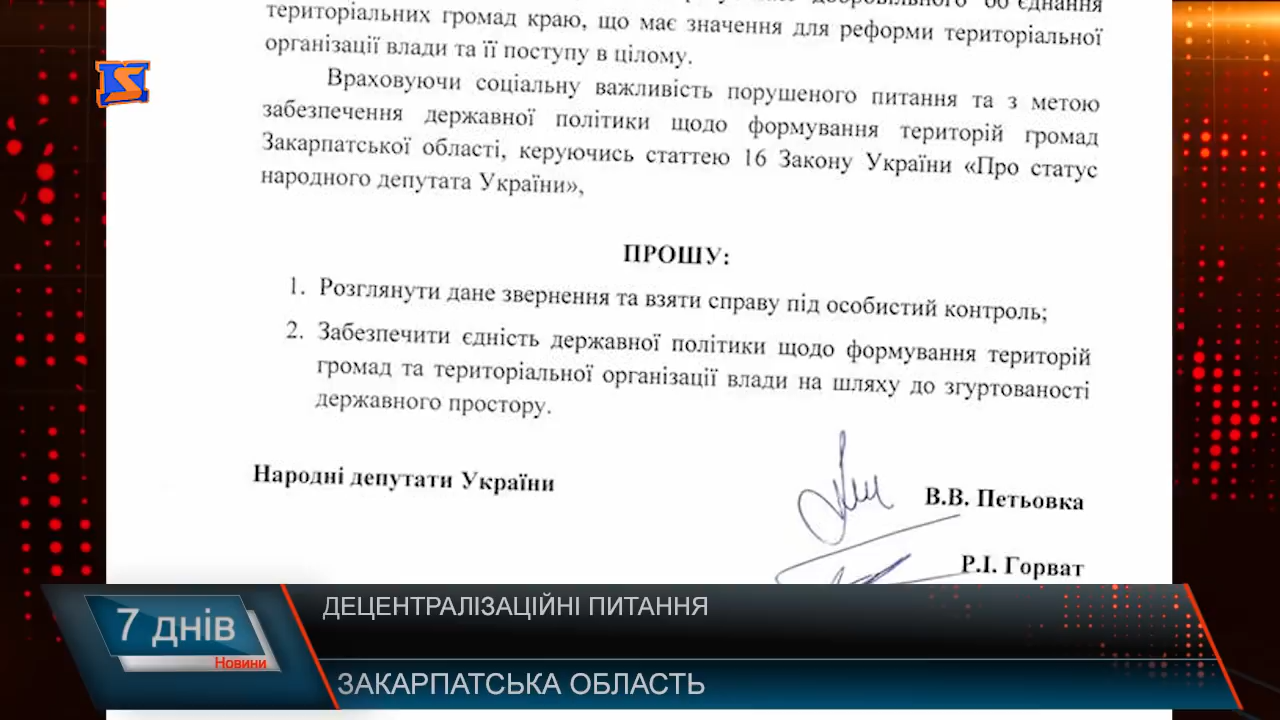 об'єднання
територіальних громад краю, що має значення для реформи територіальної
організації влади та її поступу в цілому.
Враховуючи соціальну важливість порушеного питання та з метою
забезпечення державної політики щодо формування територій громад
Закарпатської області, керуючись статтею 16 Закону України «Про статус
народного депутата України»,
ПРОШУ:
1. Розглянути дане звернення та взяти справу під особистий контроль;
2. Забезпечити єдність державної політики щодо формування територій
громад та територіальної організації влади на шляху до згуртованості
державного простору.
Народні депутати України
В.В. Петьовка
Р.І. Горват
7 днів
Новини
ДЕЦЕНТРАЛІЗАЦІЙНІ ПИТАННЯ
ЗАКАРПАТСЬКА ОБЛАСТЬ